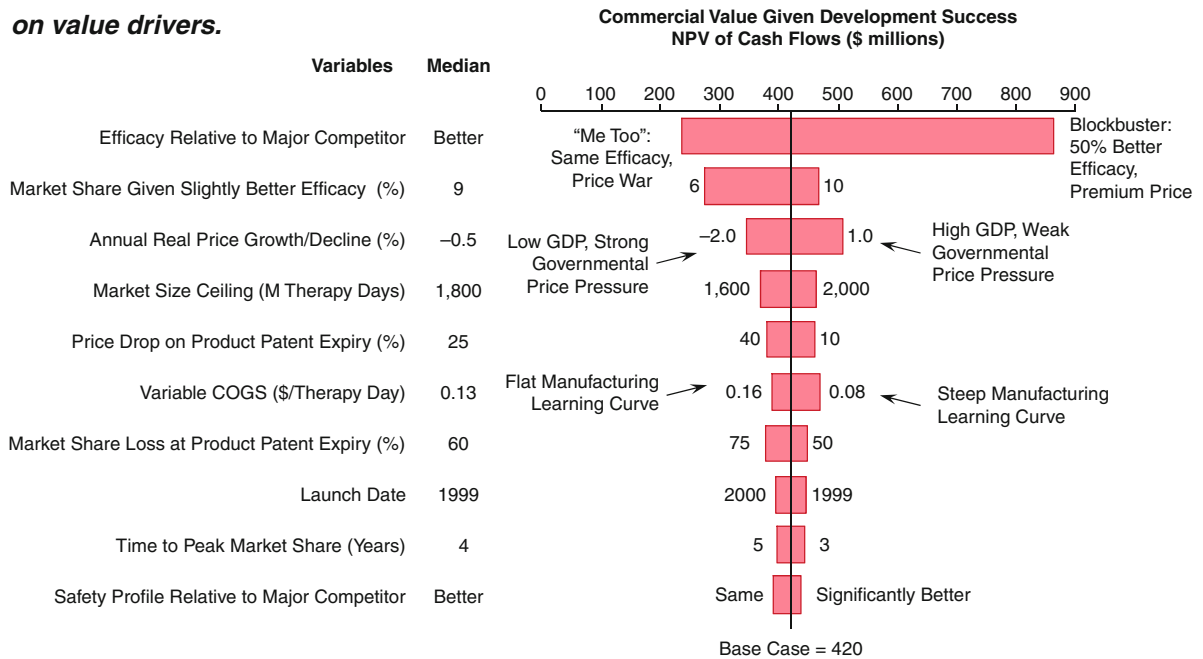 on value drivers.
Commercial Value Given Development Success
NPV of Cash Flows ($ millions)
Variables Median
0 100 200 300 400 500 600 700 800 900
Efficacy Relative to Major Competitor Better
“Me Too”:
Same Efficacy,
Price War
Blockbuster:
50% Better
Efficacy,
Premium Price
Market Share Given Slightly Better Efficacy (%) 9 6 10
Annual Real Price Growth/Decline (%) –0.5 –2.0 1.0
Low GDP, Strong
Governmental
Price Pressure
High GDP, Weak
Governmental
Price Pressure
Market Size Ceiling (M Therapy Days) 1,800 1,600 2,000
Price Drop on Product Patent Expiry (%) 25 40 10
Variable COGS ($/Therapy Day) 0.13 0.16 0.08
Flat Manufacturing
Learning Curve
Steep Manufacturing
Learning Curve
Market Share Loss at Product Patent Expiry (%) 60 75 50
Launch Date 1999 2000 1999
Time to Peak Market Share (Years) 4 5 3
Safety Profile Relative to Major Competitor Better Same Significantly Better
Base Case = 420